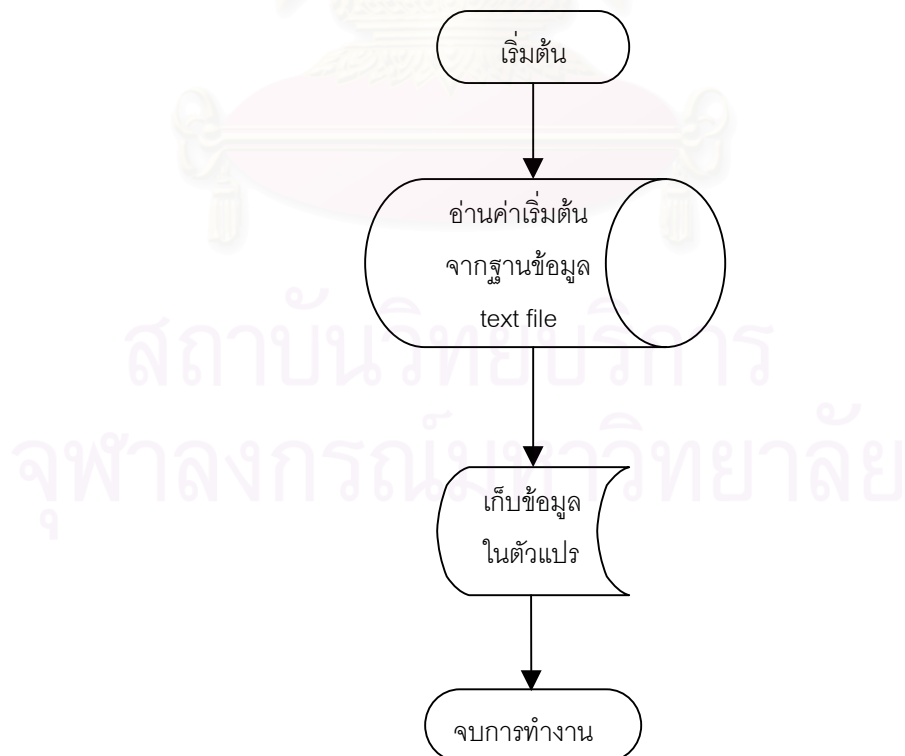 เริ่มต้น
อ่านค่าเริ่มต้น
จากฐานข้อมูล
text file
สถาบันวิทยบริการ
จุฬาลงกรณ์มหาวิทยาลัย
เก็บข้อมูล
ในตัวแปร
จบการทำงาน